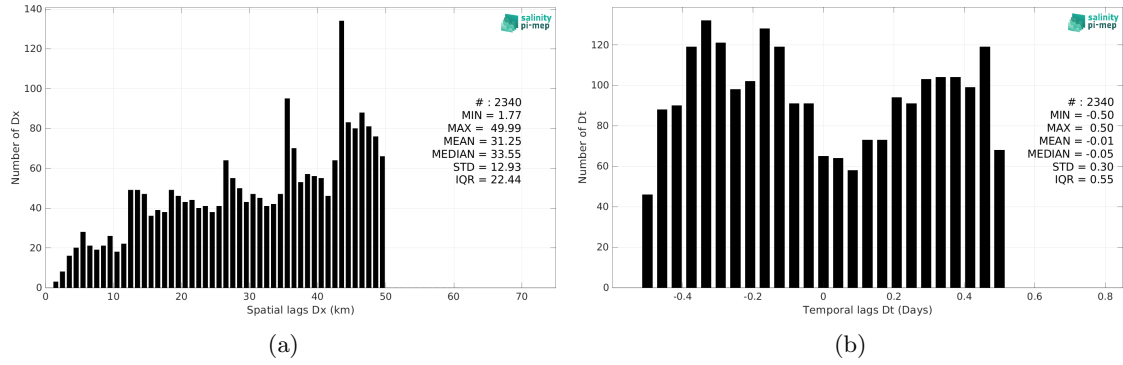 140
120
100
80
60
40
20
0
Number of Dx
salinity
pi-mep
# : 2340
MIN = 1.77
MAX = 49.99
MEAN = 31.25
MEDIAN = 33.55
STD = 12.93
IQR = 22.44
0 10 20 30 40 50 60 70
Spatial lags Dx (km)
(a)
120
100
80
60
40
20
0
Number of Dt
salinity
pi-mep
# : 2340
MIN = -0.50
MAX = 0.50
MEAN = -0.01
MEDIAN = -0.05
STD = 0.30
IQR = 0.55
-0.4 -0.2 0 0.2 0.4 0.6 0.8
Temporal lags Dt (Days)
(b)